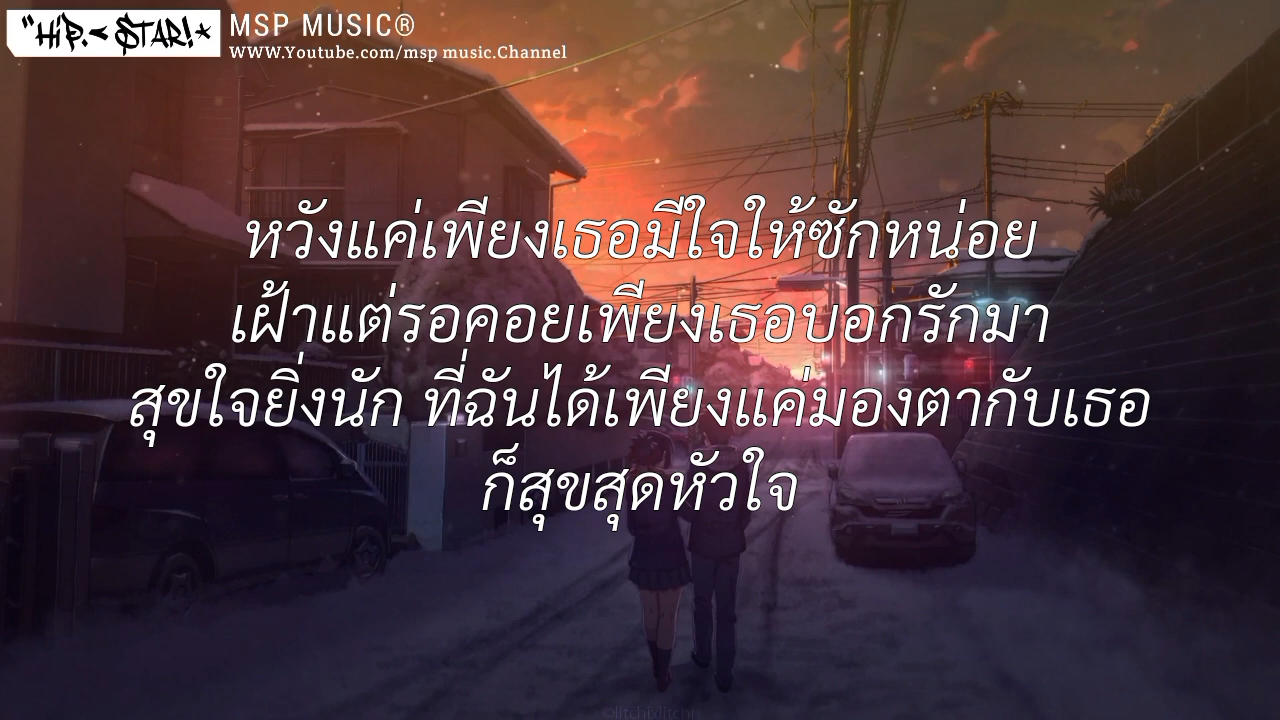 "HIP.< STAR!★
MSP MUSIC®
WWW.Youtube.com/msp music.Channel
หวังแค่เพียงเธอมีใจให้ซักหน่อย
เฝ้าแต่รอคอยเพียงเธอบอกรักมา
สุขใจยิ่งนัก ที่ฉันได้เพียงแค่มองตากับเธอ
ก็สุขสุดหัวใจ